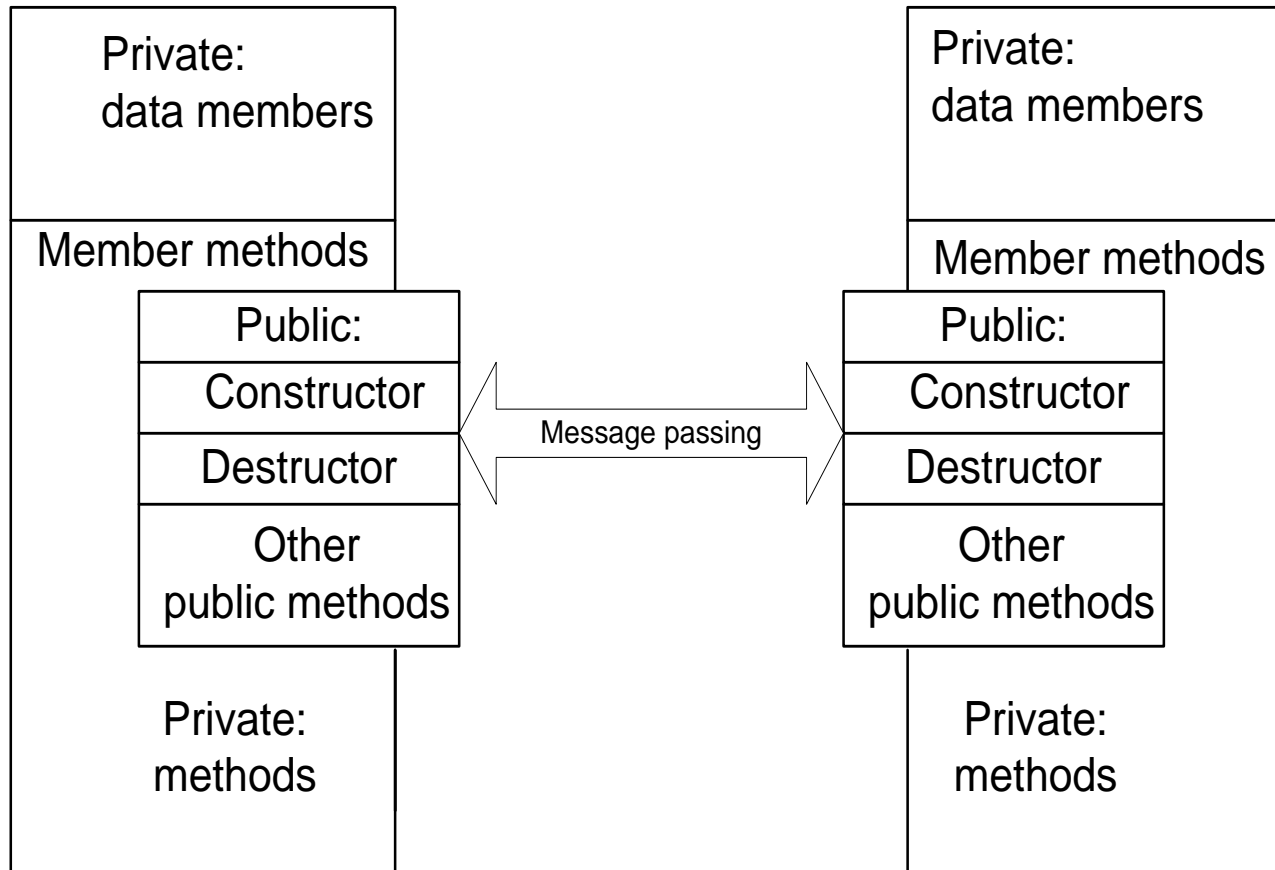 Private:
data members
Member methods
Public:
Constructor
Destructor
Other
public methods
Private:
methods
Message passing
Private:
data members
Member methods
Public:
Constructor
Destructor
Other
public methods
Private:
methods